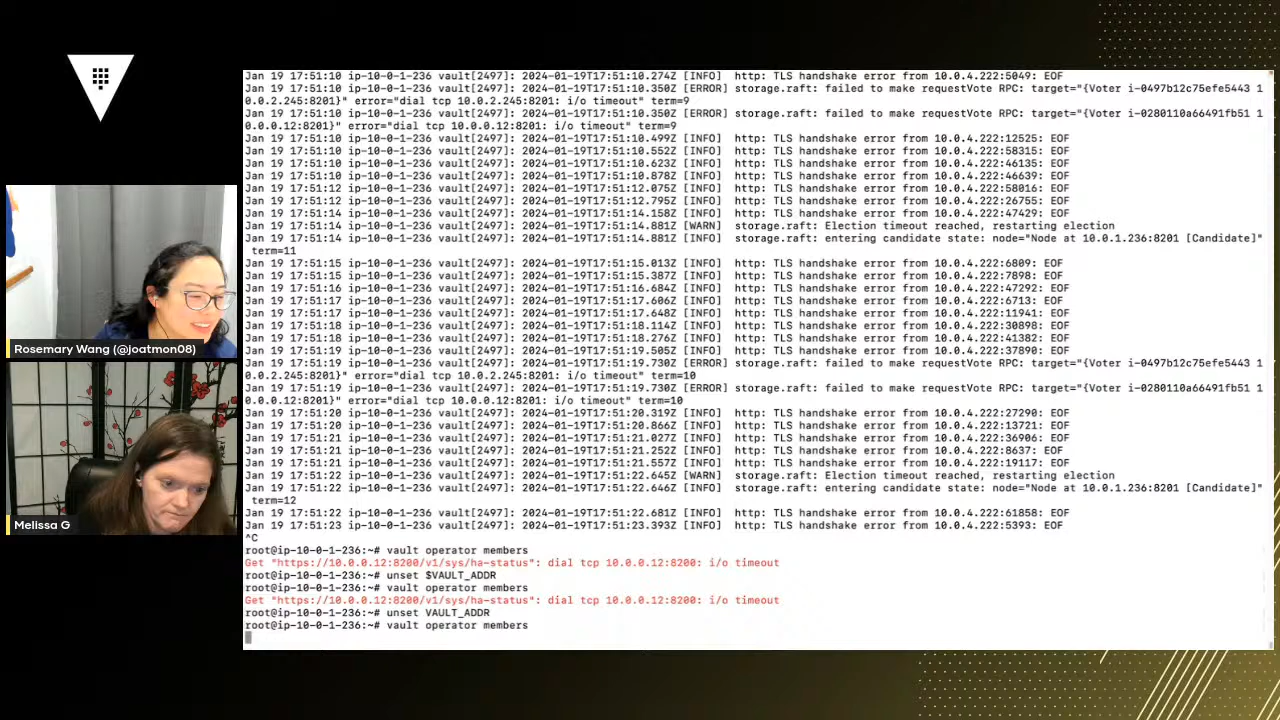 Jan 19 17:51:10 ip-10-0-1-236 vault[2497]: 2024-01-19T17:51:10.274Z [INFO]  http: TLS handshake error from 10.0.4.222:5049: EOF
Jan 19 17:51:10 ip-10-0-1-236 vault[2497]: 2024-01-19T17:51:10.350Z [ERROR] storage.raft: failed to make requestVote RPC: target="{Voter i-0497b12c75efe5443 1
0.0.2.245:8201}" error="dial tcp 10.0.2.245:8201: i/o timeout" term=9
Jan 19 17:51:10 ip-10-0-1-236 vault[2497]: 2024-01-19T17:51:10.350Z [ERROR] storage.raft: failed to make requestVote RPC: target="{Voter i-0280110a66491fb51 1
0.0.0.12:8201}" error="dial tcp 10.0.0.12:8201: i/o timeout" term=9
Jan 19 17:51:10 ip-10-0-1-236 vault[2497]: 2024-01-19T17:51:10.499Z [INFO]  http: TLS handshake error from 10.0.4.222:12525: EOF
Jan 19 17:51:10 ip-10-0-1-236 vault[2497]: 2024-01-19T17:51:10.552Z [INFO]  http: TLS handshake error from 10.0.4.222:58315: EOF
Jan 19 17:51:10 ip-10-0-1-236 vault[2497]: 2024-01-19T17:51:10.623Z [INFO]  http: TLS handshake error from 10.0.4.222:46135: EOF
Jan 19 17:51:10 ip-10-0-1-236 vault[2497]: 2024-01-19T17:51:10.878Z [INFO]  http: TLS handshake error from 10.0.4.222:46639: EOF
Jan 19 17:51:12 ip-10-0-1-236 vault[2497]: 2024-01-19T17:51:12.075Z [INFO]  http: TLS handshake error from 10.0.4.222:58016: EOF
Jan 19 17:51:12 ip-10-0-1-236 vault[2497]: 2024-01-19T17:51:12.795Z [INFO]  http: TLS handshake error from 10.0.4.222:26755: EOF
Jan 19 17:51:14 ip-10-0-1-236 vault[2497]: 2024-01-19T17:51:14.158Z [INFO]  http: TLS handshake error from 10.0.4.222:47429: EOF
Jan 19 17:51:14 ip-10-0-1-236 vault[2497]: 2024-01-19T17:51:14.881Z [WARN]  storage.raft: Election timeout reached, restarting election
Jan 19 17:51:14 ip-10-0-1-236 vault[2497]: 2024-01-19T17:51:14.881Z [INFO]  storage.raft: entering candidate state: node="Node at 10.0.1.236:8201 [Candidate]"
term=11
Jan 19 17:51:15 ip-10-0-1-236 vault[2497]: 2024-01-19T17:51:15.013Z [INFO]  http: TLS handshake error from 10.0.4.222:6809: EOF
Jan 19 17:51:15 ip-10-0-1-236 vault[2497]: 2024-01-19T17:51:15.387Z [INFO]  http: TLS handshake error from 10.0.4.222:7898: EOF
Jan 19 17:51:16 ip-10-0-1-236 vault[2497]: 2024-01-19T17:51:16.684Z [INFO]  http: TLS handshake error from 10.0.4.222:47292: EOF
Jan 19 17:51:17 ip-10-0-1-236 vault[2497]: 2024-01-19T17:51:17.606Z [INFO]  http: TLS handshake error from 10.0.4.222:6713: EOF
Jan 19 17:51:17 ip-10-0-1-236 vault[2497]: 2024-01-19T17:51:17.648Z [INFO]  http: TLS handshake error from 10.0.4.222:11941: EOF
Jan 19 17:51:18 ip-10-0-1-236 vault[2497]: 2024-01-19T17:51:18.114Z [INFO]  http: TLS handshake error from 10.0.4.222:30898: EOF
Jan 19 17:51:18 ip-10-0-1-236 vault[2497]: 2024-01-19T17:51:18.276Z [INFO]  http: TLS handshake error from 10.0.4.222:41382: EOF
Jan 19 17:51:19 ip-10-0-1-236 vault[2497]: 2024-01-19T17:51:19.505Z [INFO]  http: TLS handshake error from 10.0.4.222:37890: EOF
Jan 19 17:51:19 ip-10-0-1-236 vault[2497]: 2024-01-19T17:51:19.730Z [ERROR] storage.raft: failed to make requestVote RPC: target="{Voter i-0497b12c75efe5443 1
0.0.2.245:8201}" error="dial tcp 10.0.2.245:8201: i/o timeout" term=10
Jan 19 17:51:19 ip-10-0-1-236 vault[2497]: 2024-01-19T17:51:19.730Z [ERROR] storage.raft: failed to make requestVote RPC: target="{Voter i-0280110a66491fb51 1
0.0.0.12:8201}" error="dial tcp 10.0.0.12:8201: i/o timeout" term=10
Jan 19 17:51:20 ip-10-0-1-236 vault[2497]: 2024-01-19T17:51:20.319Z [INFO]  http: TLS handshake error from 10.0.4.222:27290: EOF
Jan 19 17:51:20 ip-10-0-1-236 vault[2497]: 2024-01-19T17:51:20.866Z [INFO]  http: TLS handshake error from 10.0.4.222:13721: EOF
Jan 19 17:51:21 ip-10-0-1-236 vault[2497]: 2024-01-19T17:51:21.027Z [INFO]  http: TLS handshake error from 10.0.4.222:36906: EOF
Jan 19 17:51:21 ip-10-0-1-236 vault[2497]: 2024-01-19T17:51:21.252Z [INFO]  http: TLS handshake error from 10.0.4.222:8637: EOF
Jan 19 17:51:21 ip-10-0-1-236 vault[2497]: 2024-01-19T17:51:21.557Z [INFO]  http: TLS handshake error from 10.0.4.222:19117: EOF
Jan 19 17:51:22 ip-10-0-1-236 vault[2497]: 2024-01-19T17:51:22.645Z [WARN]  storage.raft: Election timeout reached, restarting election
Jan 19 17:51:22 ip-10-0-1-236 vault[2497]: 2024-01-19T17:51:22.646Z [INFO]  storage.raft: entering candidate state: node="Node at 10.0.1.236:8201 [Candidate]"
term=12
Jan 19 17:51:22 ip-10-0-1-236 vault[2497]: 2024-01-19T17:51:22.681Z [INFO]  http: TLS handshake error from 10.0.4.222:61858: EOF
Jan 19 17:51:23 ip-10-0-1-236 vault[2497]: 2024-01-19T17:51:23.393Z [INFO]  http: TLS handshake error from 10.0.4.222:5393: EOF
^C
root@ip-10-0-1-236:~# vault operator members
Get "https://10.0.0.12:8200/v1/sys/ha-status": dial tcp 10.0.0.12:8200: i/o timeout
root@ip-10-0-1-236:~# unset $VAULT_ADDR
root@ip-10-0-1-236:~# vault operator members
Get "https://10.0.0.12:8200/v1/sys/ha-status": dial tcp 10.0.0.12:8200: i/o timeout
root@ip-10-0-1-236:~# unset VAULT_ADDR
root@ip-10-0-1-236:~# vault operator members
Rosemary Wang (@joatmon08)
Melissa G